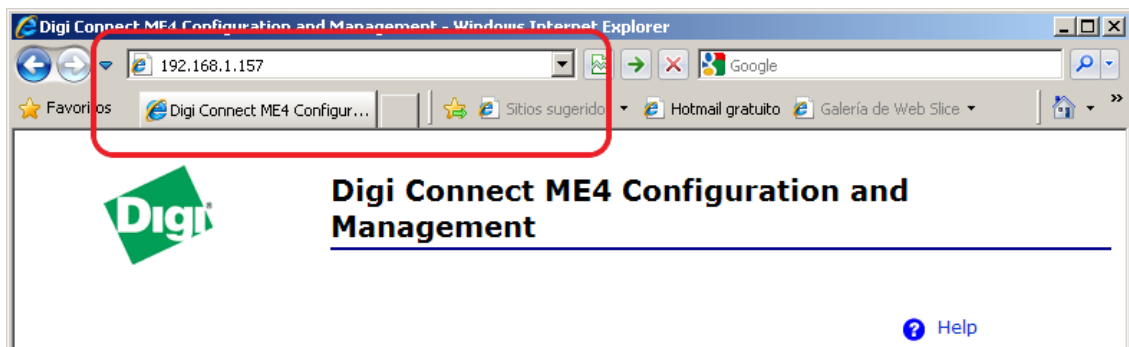 Digi Connect ME4 Configuration and Management - Windows Internet Explorer
192.168.1.157
Google
Favoritos
Digi Connect ME4 Configur...
Sitios sugeridos
Hotmail gratuito
Galería de Web Slice
»
Digi
Digi Connect ME4 Configuration and
Management
? Help